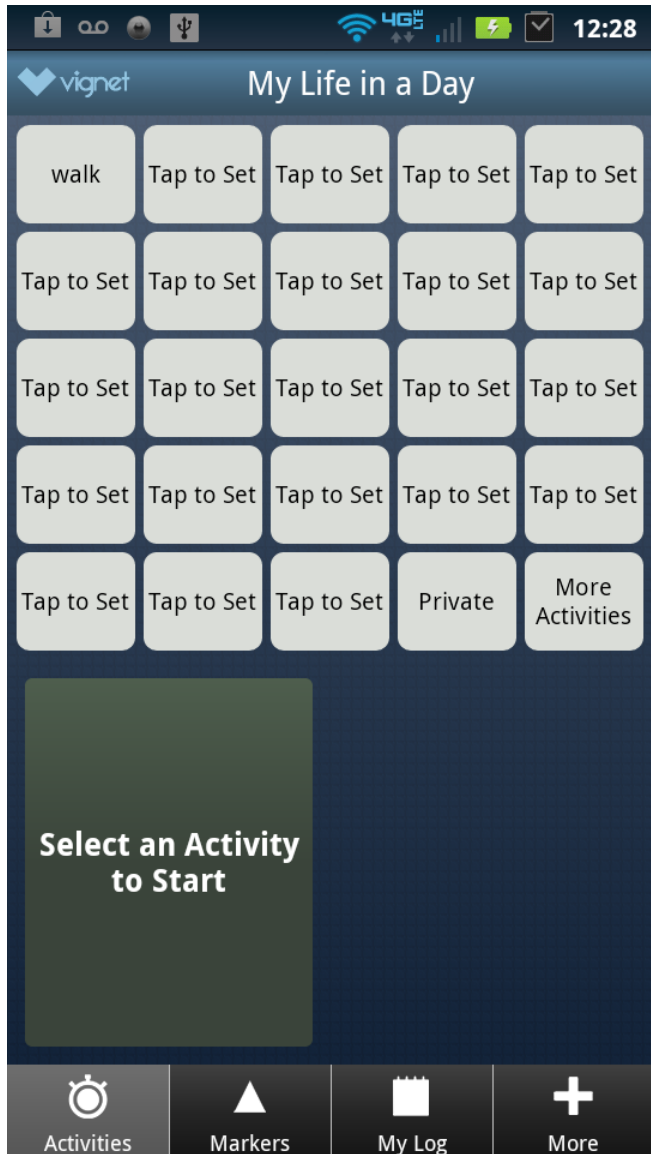 4G LTE 12:28
vignet My Life in a Day
walk Tap to Set Tap to Set Tap to Set Tap to Set
Tap to Set Tap to Set Tap to Set Tap to Set Tap to Set
Tap to Set Tap to Set Tap to Set Tap to Set Tap to Set
Tap to Set Tap to Set Tap to Set Tap to Set Tap to Set
Tap to Set Tap to Set Tap to Set Private More
Activities
Select an Activity
to Start
Activities Markers My Log More